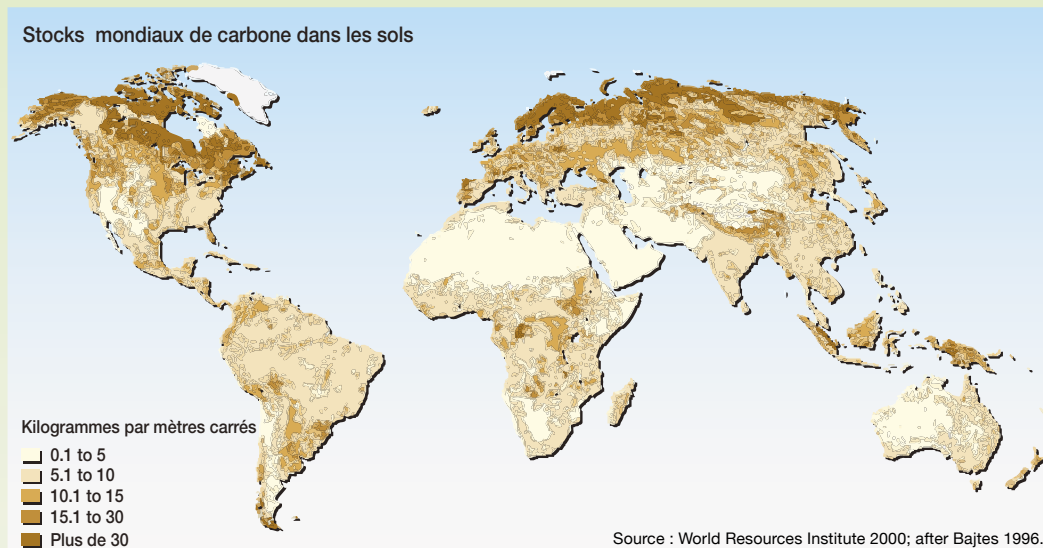 Stocks mondiaux de carbone dans les sols
Kilogrammes par mètres carrés
0.1 to 5
5.1 to 10
10.1 to 15
15.1 to 30
Plus de 30
Source : World Resources Institute 2000; after Bajtes 1996.